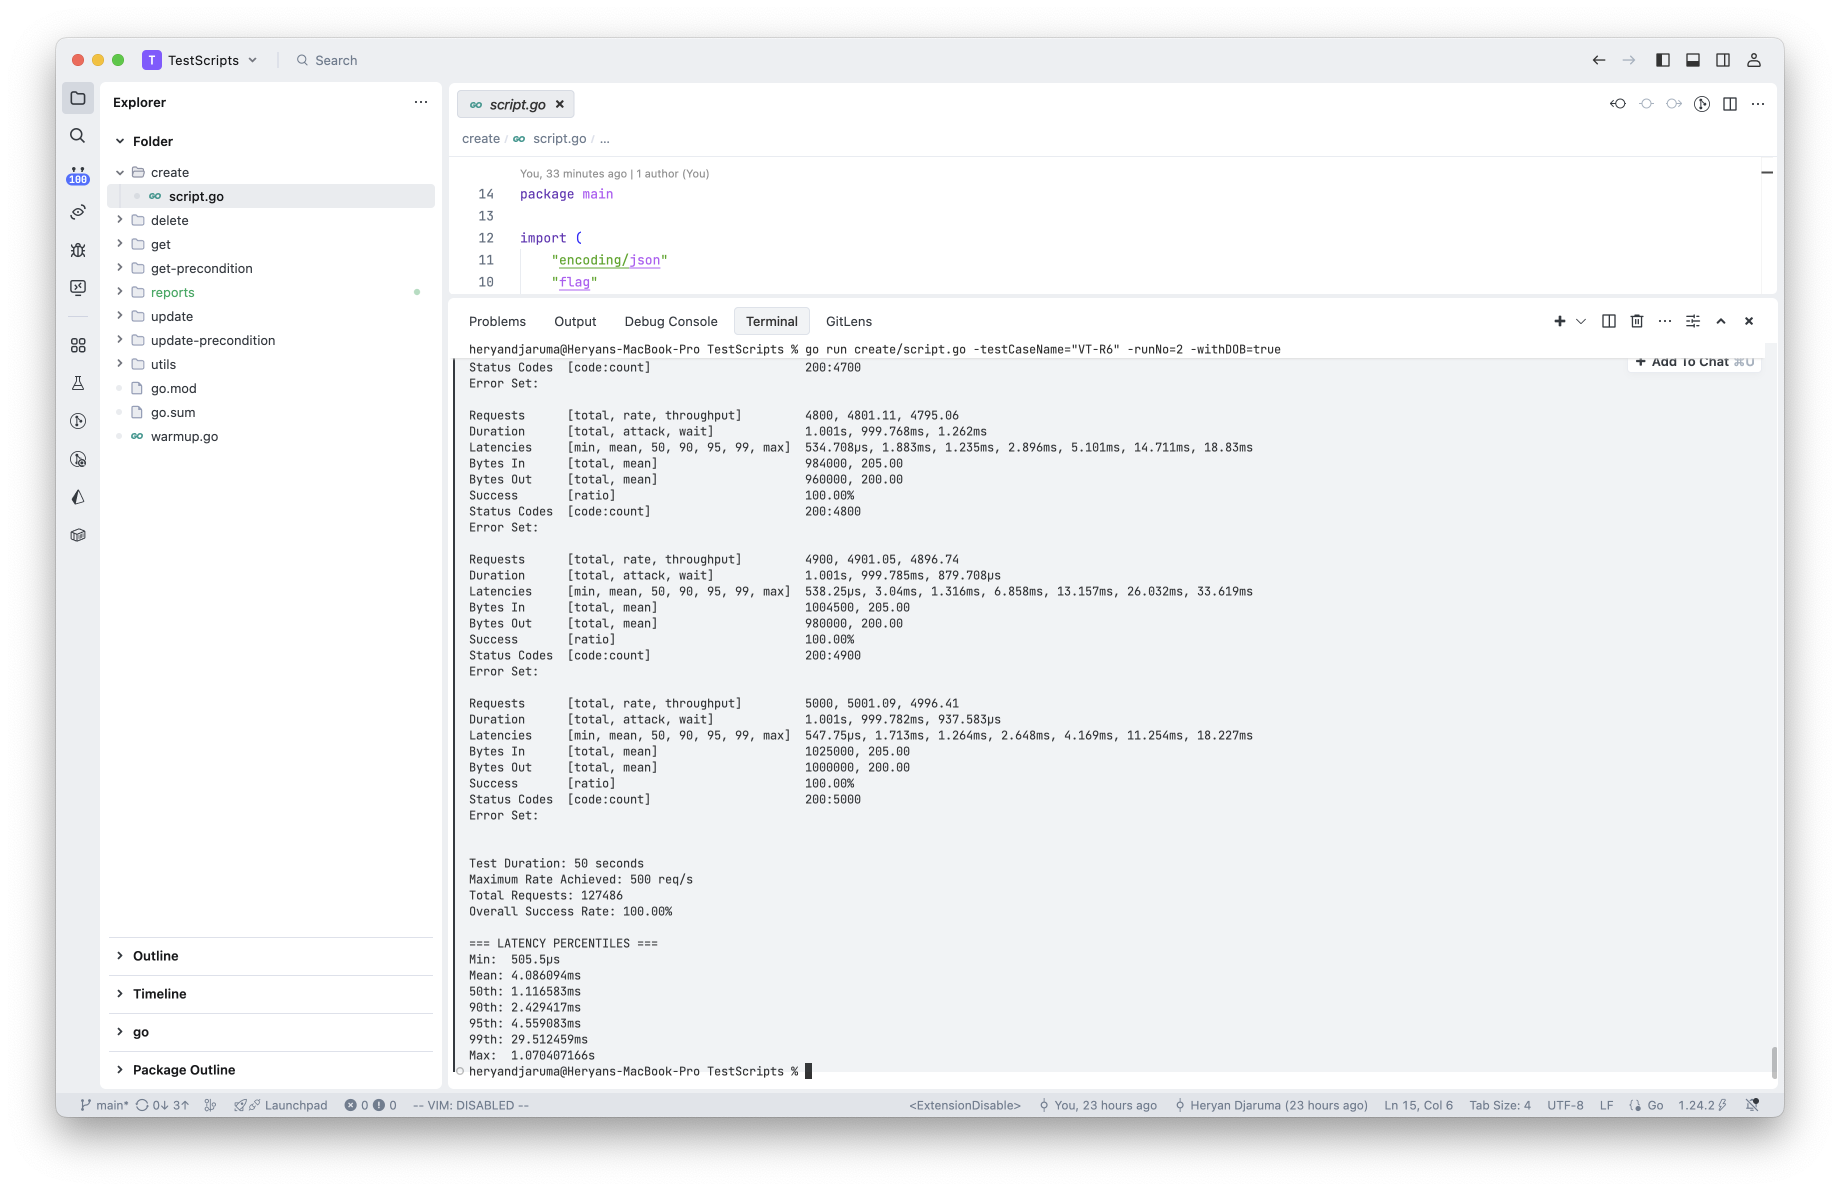 T TestScripts
Search
Explorer
Folder
create
script.go
delete
get
get-precondition
reports
update
update-precondition
utils
go.mod
go.sum
warmup.go
Outline
Timeline
go
Package Outline
100
script.go
create / script.go / ...
You, 33 minutes ago | 1 author (You)
14 package main
13
12 import (
11 "encoding/json"
10 "flag"
Problems Output Debug Console Terminal GitLens
heryandjaruma@Heryans-MacBook-Pro TestScripts % go run create/script.go -testCaseName="VT-R6" -runNo=2 -withDOB=true
Add To Chat ⌘U
Status Codes [code:count] 200:4700
Error Set:
Requests [total, rate, throughput] 4800, 4801.11, 4795.06
Duration [total, attack, wait] 1.001s, 999.768ms, 1.262ms
Latencies [min, mean, 50, 90, 95, 99, max] 534.708µs, 1.883ms, 1.235ms, 2.896ms, 5.101ms, 14.711ms, 18.83ms
Bytes In [total, mean] 984000, 205.00
Bytes Out [total, mean] 960000, 200.00
Success [ratio] 100.00%
Status Codes [code:count] 200:4800
Error Set:
Requests [total, rate, throughput] 4900, 4901.05, 4896.74
Duration [total, attack, wait] 1.001s, 999.785ms, 879.708µs
Latencies [min, mean, 50, 90, 95, 99, max] 538.25µs, 3.04ms, 1.316ms, 6.858ms, 13.157ms, 26.032ms, 33.619ms
Bytes In [total, mean] 1004500, 205.00
Bytes Out [total, mean] 980000, 200.00
Success [ratio] 100.00%
Status Codes [code:count] 200:4900
Error Set:
Requests [total, rate, throughput] 5000, 5001.09, 4996.41
Duration [total, attack, wait] 1.001s, 999.782ms, 937.583µs
Latencies [min, mean, 50, 90, 95, 99, max] 547.75µs, 1.713ms, 1.264ms, 2.648ms, 4.169ms, 11.254ms, 18.227ms
Bytes In [total, mean] 1025000, 205.00
Bytes Out [total, mean] 1000000, 200.00
Success [ratio] 100.00%
Status Codes [code:count] 200:5000
Error Set:
Test Duration: 50 seconds
Maximum Rate Achieved: 500 req/s
Total Requests: 127486
Overall Success Rate: 100.00%
=== LATENCY PERCENTILES ===
Min: 505.5µs
Mean: 4.086094ms
50th: 1.116583ms
90th: 2.429417ms
95th: 4.559083ms
99th: 29.512459ms
Max: 1.070407166s
heryandjaruma@Heryans-MacBook-Pro TestScripts %
main* 0↓ 3↑ Launchpad 0 0 -- VIM: DISABLED -- <ExtensionDisable> You, 23 hours ago Heryan Djaruma (23 hours ago) Ln 15, Col 6 Tab Size: 4 UTF-8 LF Go 1.24.2